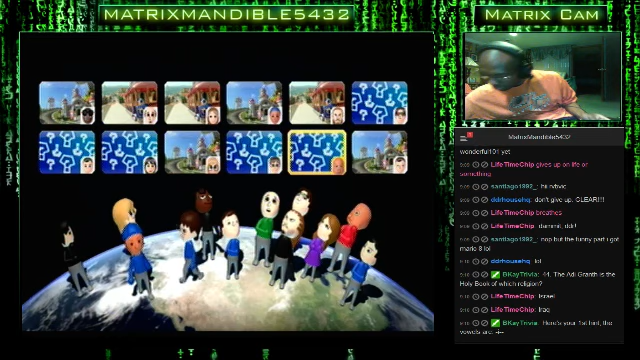 MATRIXMANDIBLE5432
Matrix Cam
MatrixMandible5432
wonderful101 yet
LifeTimeChip gives up on life or
something
santiago1992_:
ddrhousehq: don't give up. CLEAR!!!!
LifeTimeChip breathes
LifeTimeChip: dammit, ddr!
santiago1992_: nop but the funny part i got
mario 8 lol
ddrhousehq: lol
BKayTrivia: 44. The Adi Granth is the
Holy Book of which religion?
LifeTimeChip: Israel
LifeTimeChip: Iraq
BKayTrivia: Here's your 1st hint, the
vowels are: